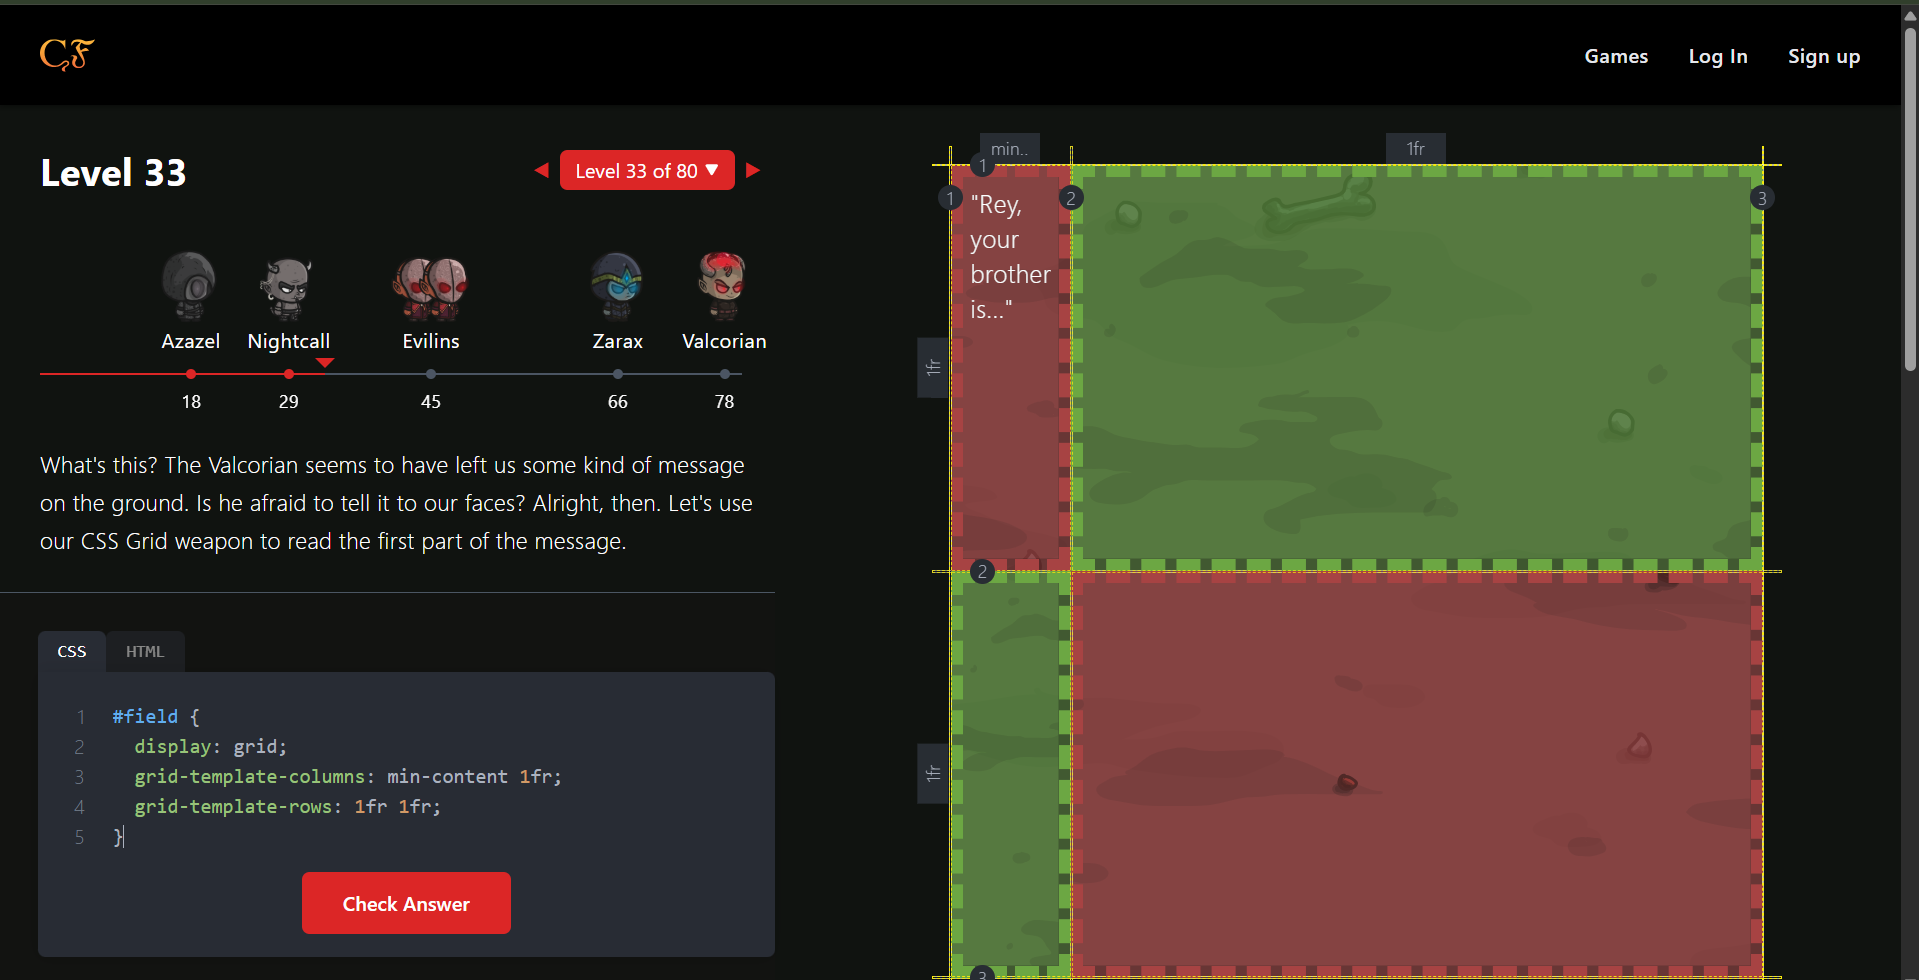 CF
Games Log In Sign up
Level 33
Level 33 of 80 ▼
Azazel Nightcall Evilins Zarax Valcorian
18 29 45 66 78
What's this? The Valcorian seems to have left us some kind of message
on the ground. Is he afraid to tell it to our faces? Alright, then. Let's use
our CSS Grid weapon to read the first part of the message.
CSS HTML
1 #field {
2 display: grid;
3 grid-template-columns: min-content 1fr;
4 grid-template-rows: 1fr 1fr;
5 }
Check Answer
min.. 1fr
1
1 2 3
"Rey,
your
brother
is..."
1fr
2
1fr
3